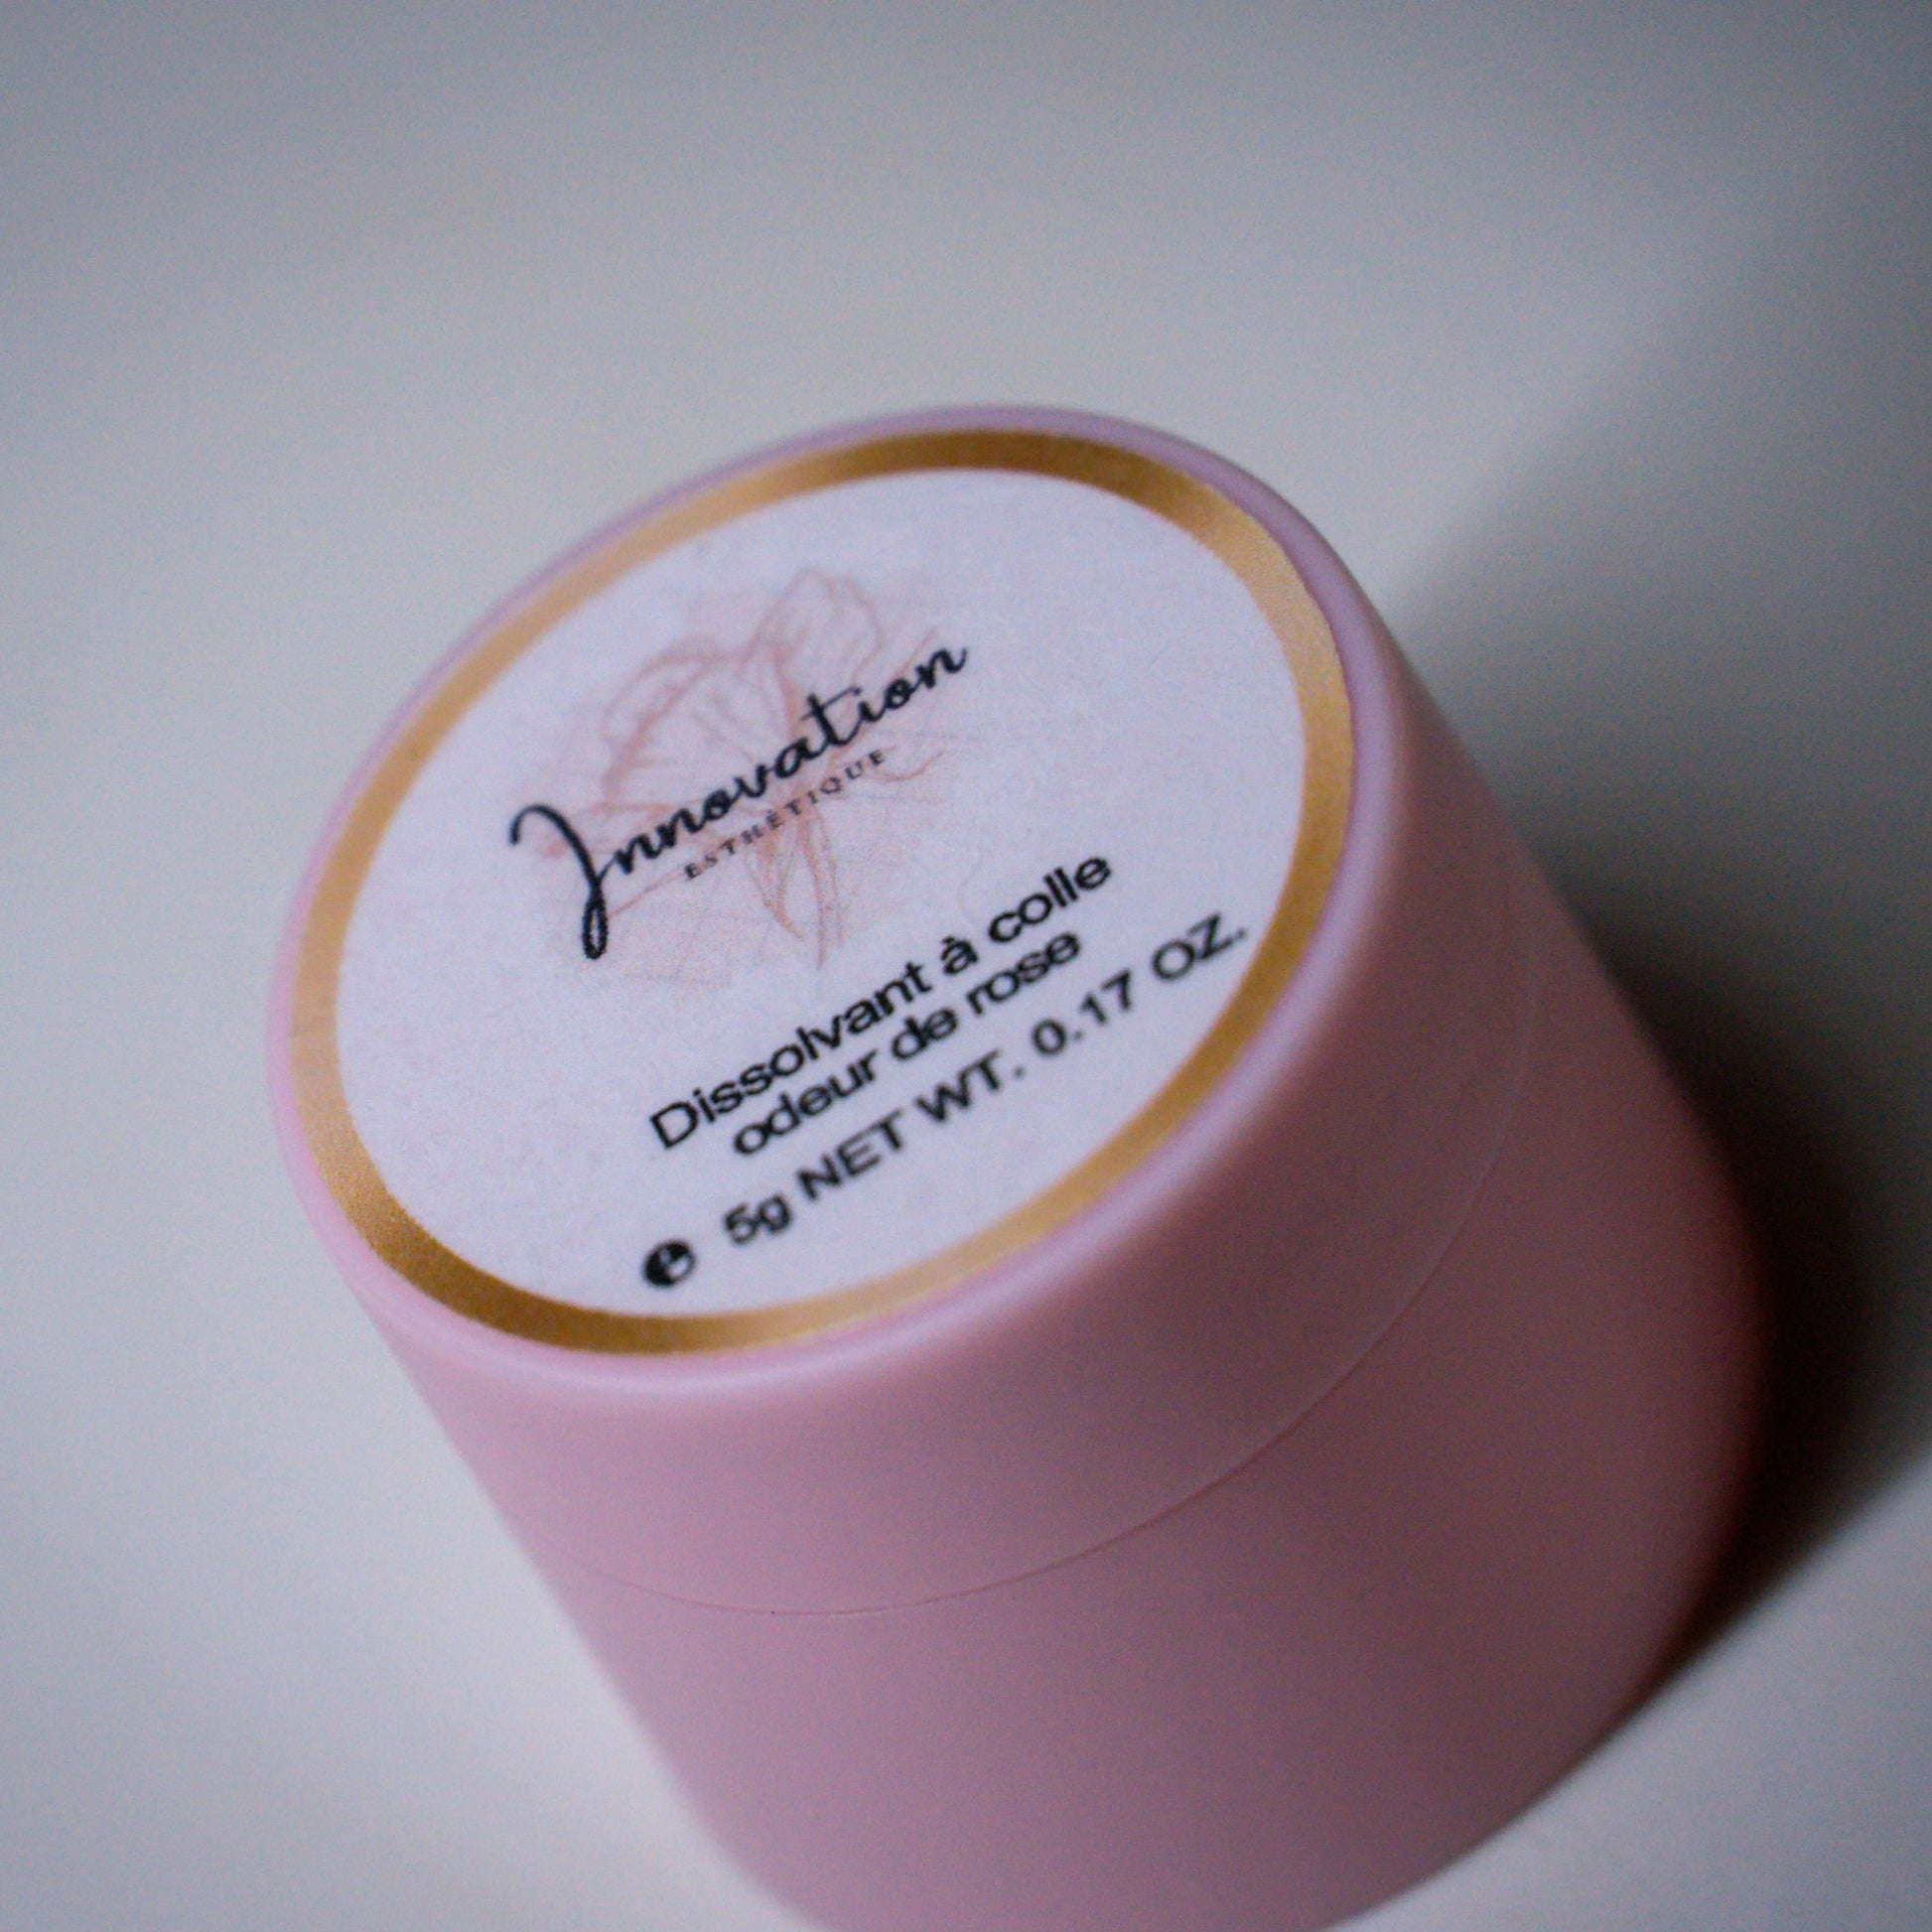 Innovation
ESTHÉTIQUE
Dissolvant à colle
odeur de rose
5g NET WT. 0.17 OZ.